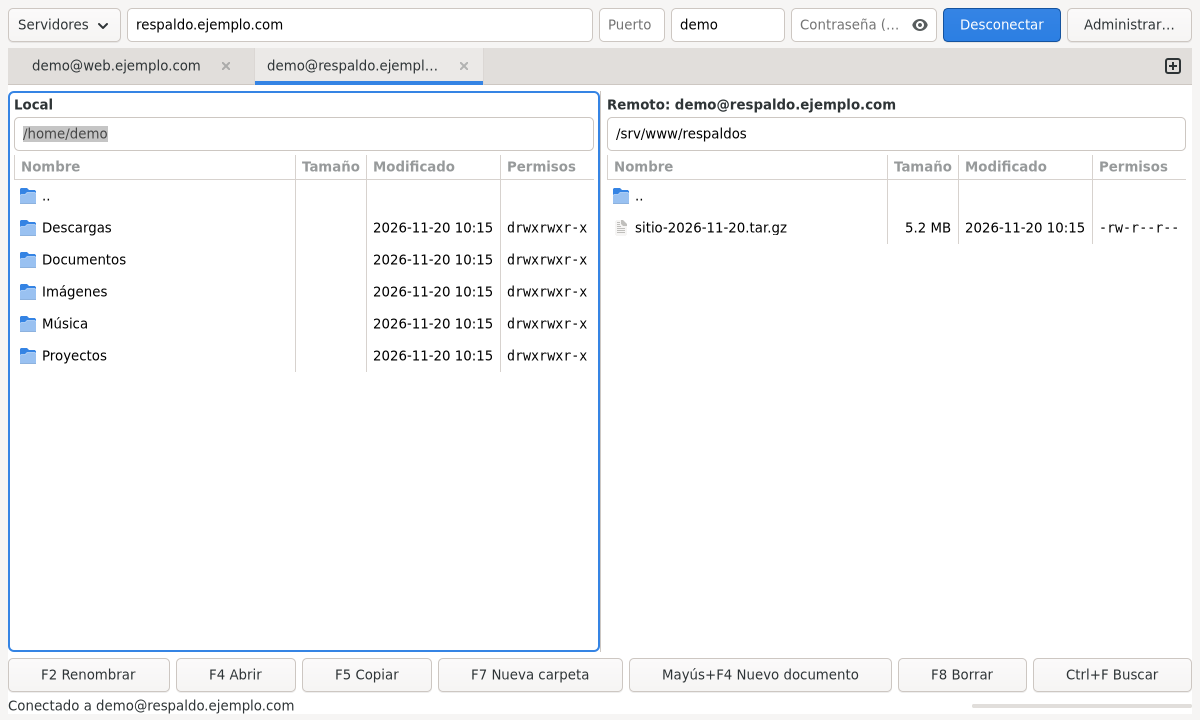 Servidores respaldo.ejemplo.com Puerto demo Contraseña (... Desconectar Administrar...
demo@web.ejemplo.com demo@respaldo.ejempl...
Local
/home/demo
Nombre Tamaño Modificado Permisos
..
Descargas 2026-11-20 10:15 drwxrwxr-x
Documentos 2026-11-20 10:15 drwxrwxr-x
Imágenes 2026-11-20 10:15 drwxrwxr-x
Música 2026-11-20 10:15 drwxrwxr-x
Proyectos 2026-11-20 10:15 drwxrwxr-x
Remoto: demo@respaldo.ejemplo.com
/srv/www/respaldos
Nombre Tamaño Modificado Permisos
..
sitio-2026-11-20.tar.gz 5.2 MB 2026-11-20 10:15 -rw-r--r--
F2 Renombrar F4 Abrir F5 Copiar F7 Nueva carpeta Mayús+F4 Nuevo documento F8 Borrar Ctrl+F Buscar
Conectado a demo@respaldo.ejemplo.com